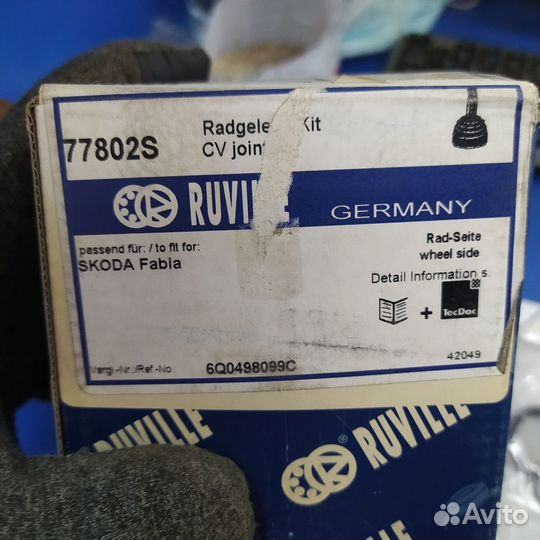 77802S
Radgele Kit
CV joint
RUVILLE GERMANY
passend für: / to fit for:
SKODA Fabia
Rad-Seite
wheel side
Detail Information s.
+ TecDoc
Vergl.-Nr./Ref.-No.
6Q0498099C
42049
RUVILLE
® RUVILLE
Avito